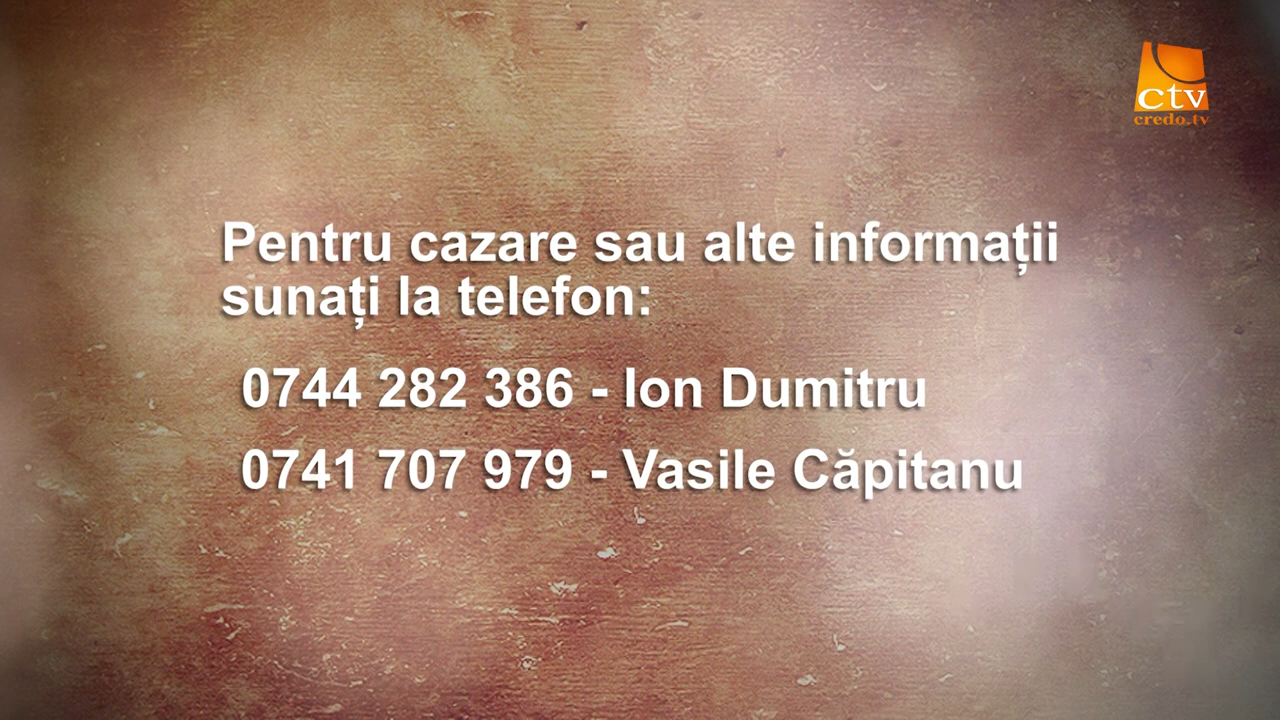 ctv
credo.tv
Pentru cazare sau alte informații
sunați la telefon:
0744 282 386 - Ion Dumitru
0741 707 979 - Vasile Căpitanu